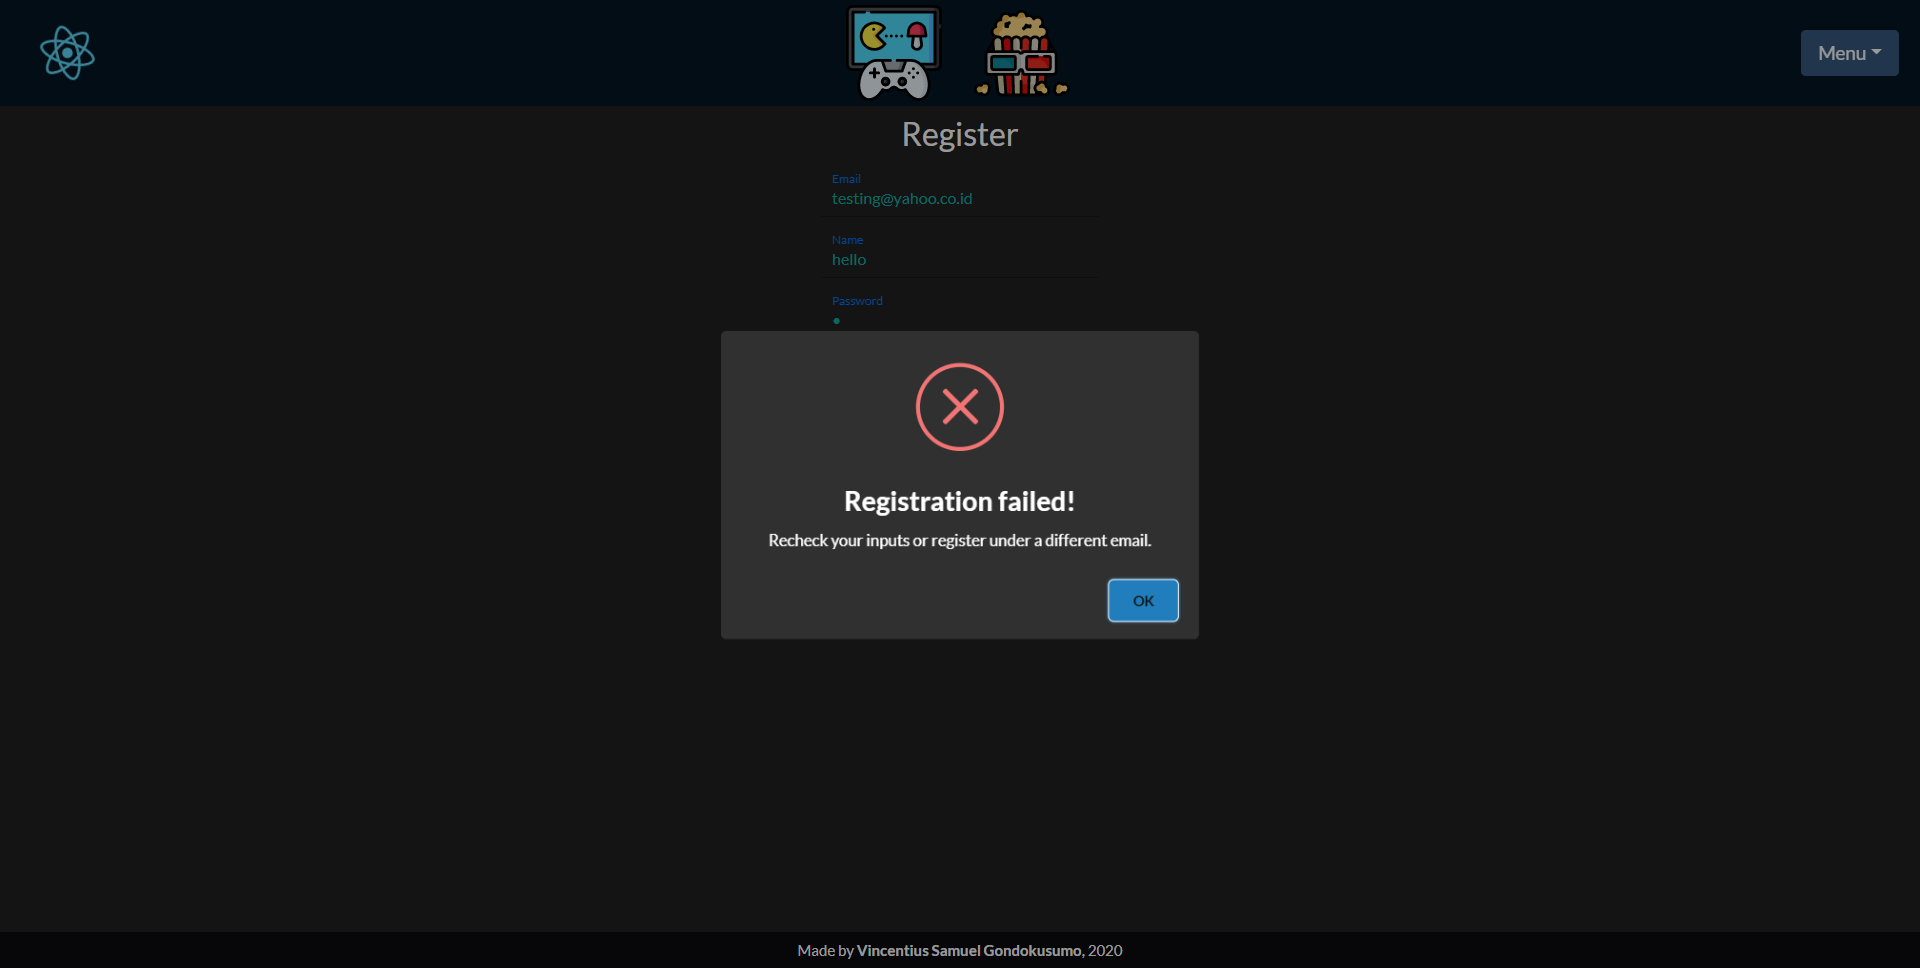 Menu
Register
Email
testing@yahoo.co.id
Name
hello
Password
•
Registration failed!
Recheck your inputs or register under a different email.
OK
Made by Vincentius Samuel Gondokusumo, 2020